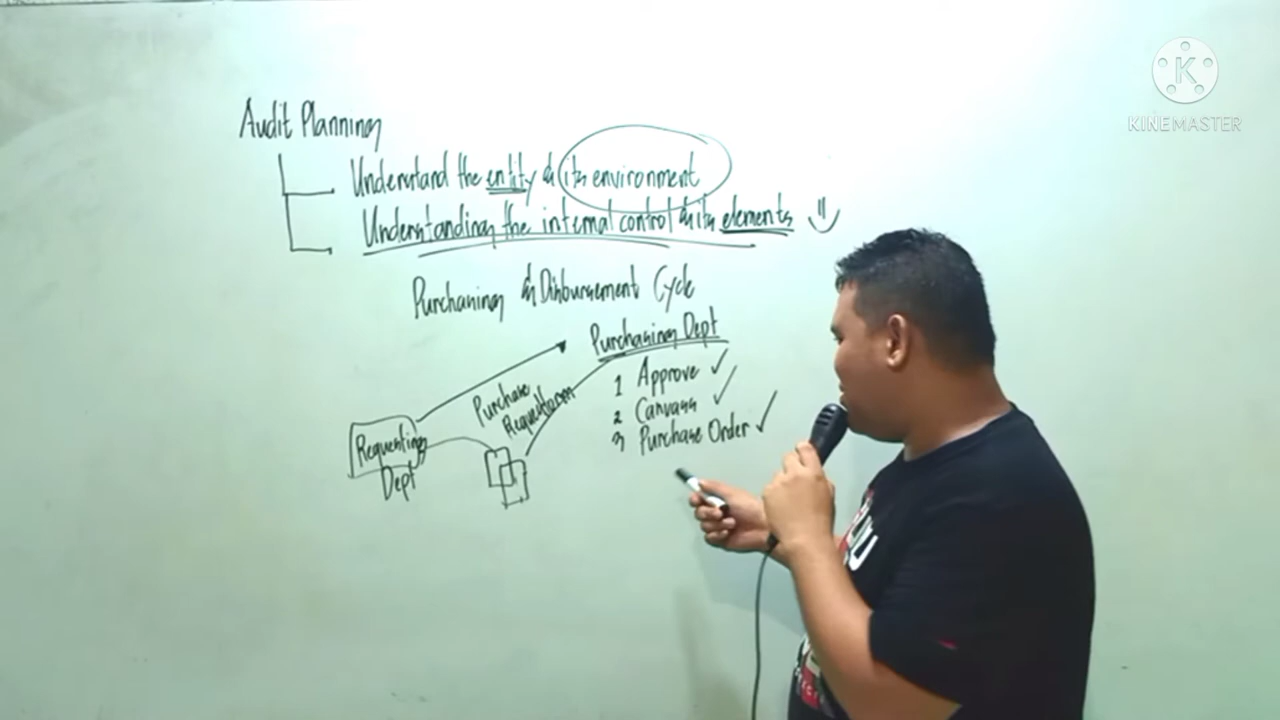 Audit Planning
Understand the entity & its environment
Understanding the internal control & its elements
Purchasing & Disbursement Cycle
Purchasing Dept
1 Approve ✓
2 Canvass ✓
3 Purchase Order ✓
Purchase
Requisition
Requesting
Dept
K
KINEMASTER